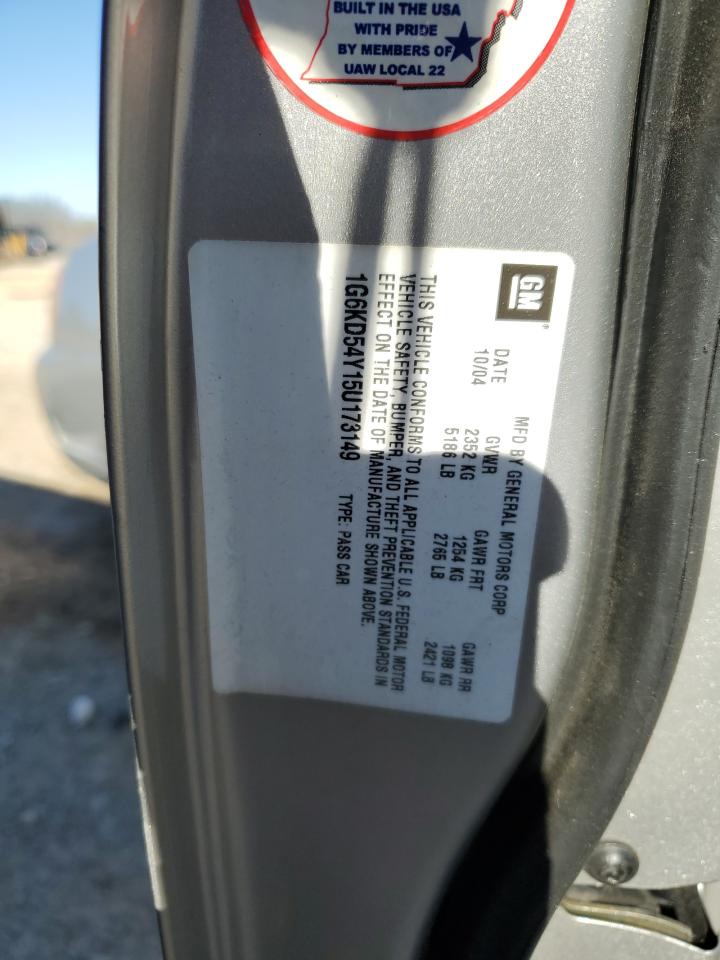 BUILT IN THE USA
WITH PRIDE
BY MEMBERS OF
UAW LOCAL 22
GM
MFD BY GENERAL MOTORS CORP
DATE GVWR GAWR FRT GAWR RR
10/04 2352 KG 1254 KG 1098 KG
5186 LB 2765 LB 2421 LB
THIS VEHICLE CONFORMS TO ALL APPLICABLE U.S. FEDERAL MOTOR
VEHICLE SAFETY, BUMPER, AND THEFT PREVENTION STANDARDS IN
EFFECT ON THE DATE OF MANUFACTURE SHOWN ABOVE.
1G6KD54Y15U173149 TYPE: PASS CAR